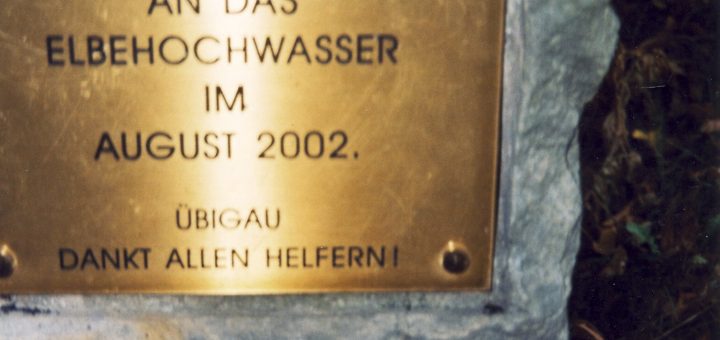 AN DAS
ELBEHOCHWASSER
IM
AUGUST 2002.
ÜBIGAU
DANKT ALLEN HELFERN!